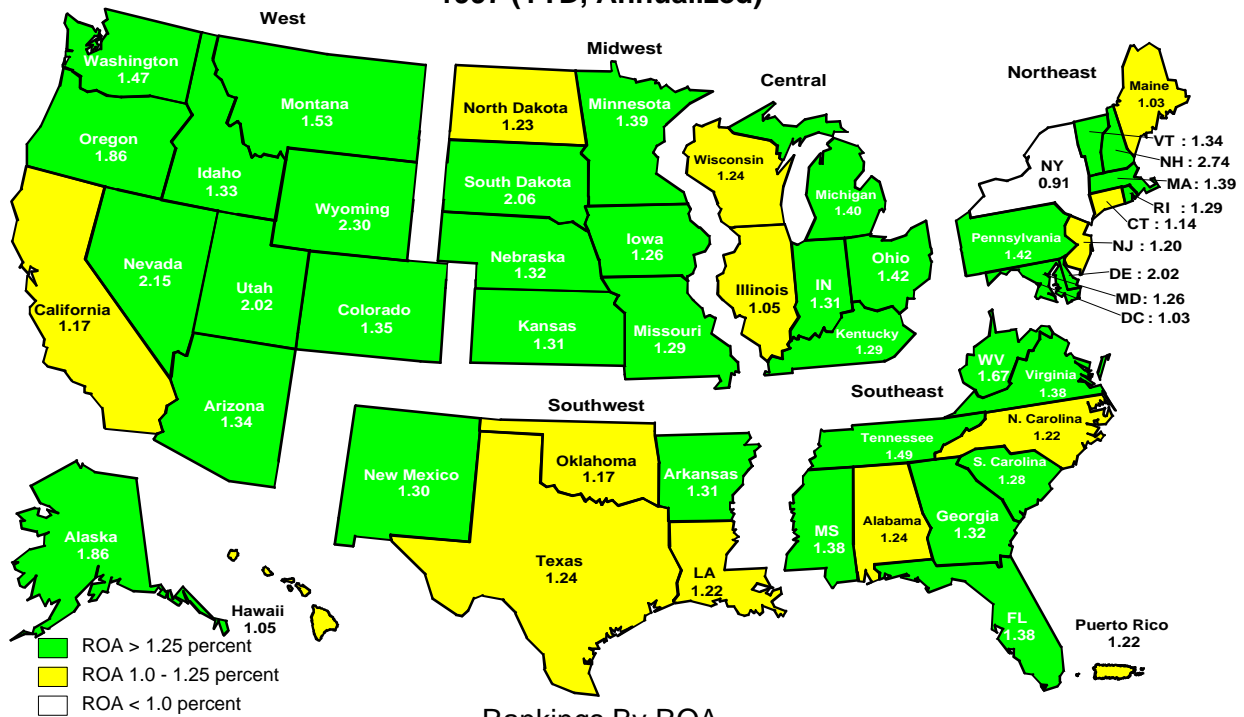 1997 (YTD, Annualized)
West
Midwest
Central
Northeast
Washington
1.47
Montana
1.53
Oregon
1.86
Idaho
1.33
Wyoming
2.30
Nevada
2.15
Utah
2.02
Colorado
1.35
California
1.17
Arizona
1.34
North Dakota
1.23
Minnesota
1.39
South Dakota
2.06
Nebraska
1.32
Iowa
1.26
Kansas
1.31
Missouri
1.29
Wisconsin
1.24
Michigan
1.40
Illinois
1.05
IN
1.31
Ohio
1.42
Kentucky
1.29
Maine
1.03
VT : 1.34
NH : 2.74
MA : 1.39
RI : 1.29
CT : 1.14
NJ : 1.20
DE : 2.02
MD: 1.26
DC : 1.03
NY
0.91
Pennsylvania
1.42
Southwest
Southeast
New Mexico
1.30
Oklahoma
1.17
Arkansas
1.31
Texas
1.24
LA
1.22
WV
1.67
Virginia
1.38
Tennessee
1.49
N. Carolina
1.22
S. Carolina
1.28
MS
1.38
Alabama
1.24
Georgia
1.32
FL
1.38
Puerto Rico
1.22
Alaska
1.86
Hawaii
1.05
ROA > 1.25 percent
ROA 1.0 - 1.25 percent
ROA < 1.0 percent
Rankings By ROA